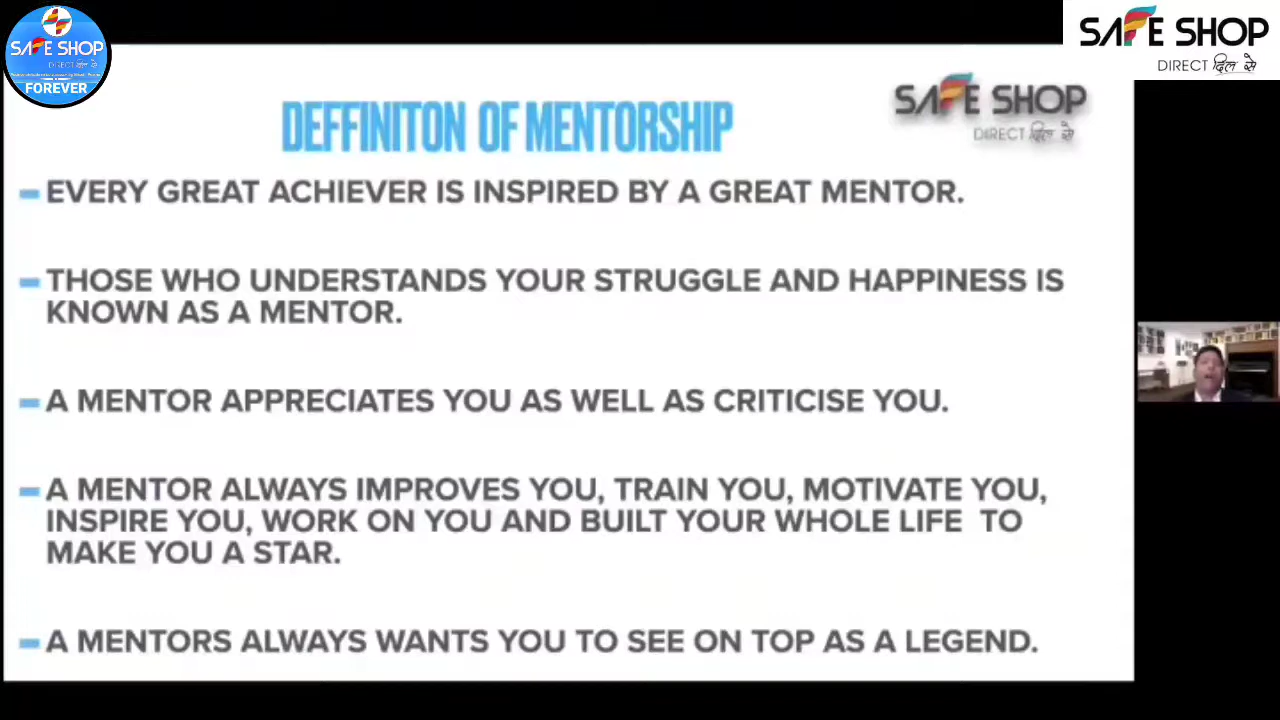 SAFE SHOP
DIRECT दिल से
FOREVER
SAFE SHOP
DIRECT दिल से
SAFE SHOP
DIRECT दिल से
DEFFINITON OF MENTORSHIP
EVERY GREAT ACHIEVER IS INSPIRED BY A GREAT MENTOR.
THOSE WHO UNDERSTANDS YOUR STRUGGLE AND HAPPINESS IS
KNOWN AS A MENTOR.
A MENTOR APPRECIATES YOU AS WELL AS CRITICISE YOU.
A MENTOR ALWAYS IMPROVES YOU, TRAIN YOU, MOTIVATE YOU,
INSPIRE YOU, WORK ON YOU AND BUILT YOUR WHOLE LIFE TO
MAKE YOU A STAR.
A MENTORS ALWAYS WANTS YOU TO SEE ON TOP AS A LEGEND.